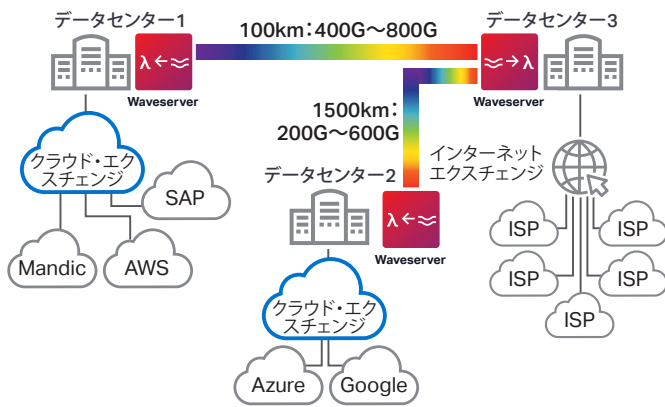 データセンター1
100km：400G～800G
データセンター3
λ
λ
Waveserver
Waveserver
1500km：
200G～600G
クラウド・エク
スチェンジ
インターネット
エクスチェンジ
データセンター2
SAP
λ
Waveserver
Mandic
AWS
ISP
ISP
ISP
ISP
ISP
クラウド・エク
スチェンジ
Azure
Google